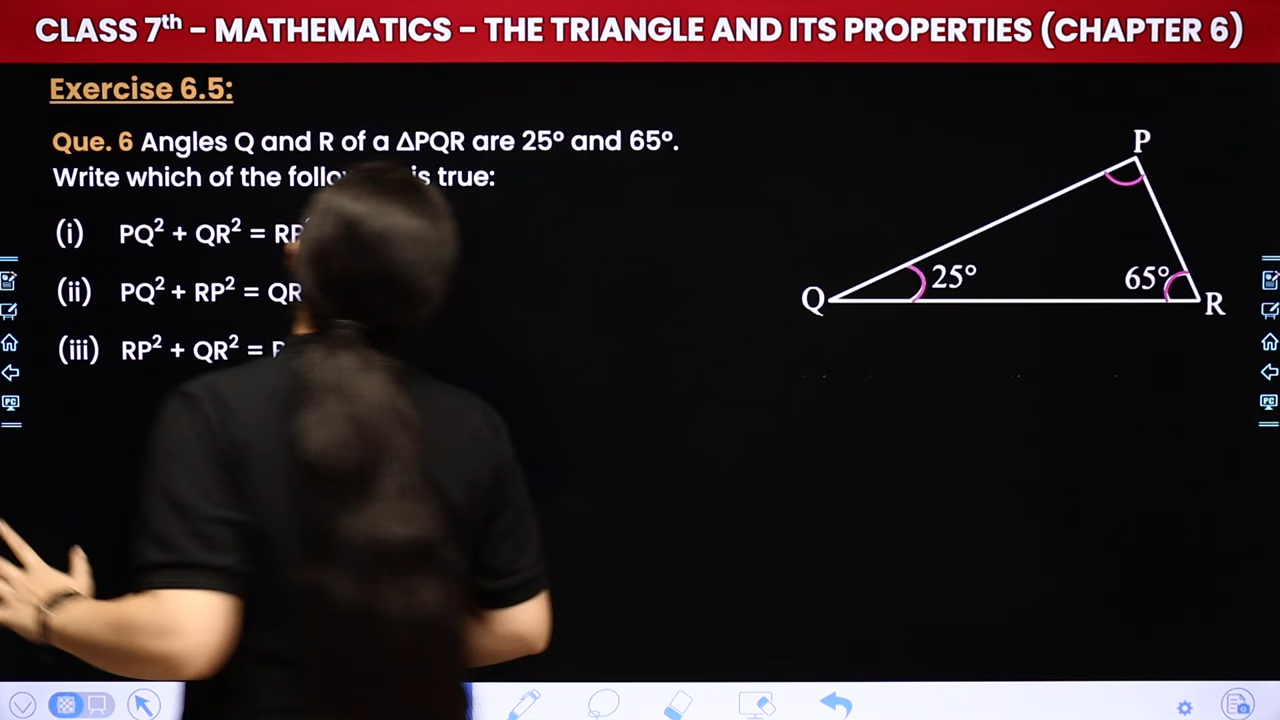 CLASS 7th – MATHEMATICS – THE TRIANGLE AND ITS PROPERTIES (CHAPTER 6)
Exercise 6.5:
Que. 6 Angles Q and R of a ΔPQR are 25° and 65°.
Write which of the is true:
(i) PQ² + QR² = RP
(ii) PQ² + RP² = QR
(iii) RP² + QR² =
P
Q
25°
65°
R
PC
PC